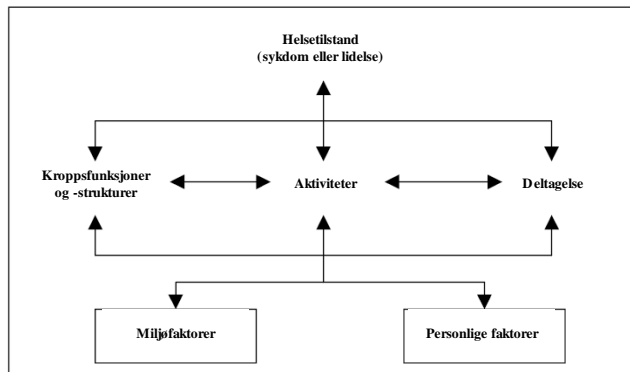 Helsetilstand
(sykdom eller lidelse)
Kroppsfunksjoner
og -strukturer
Aktiviteter
Deltagelse
Miljøfaktorer
Personlige faktorer